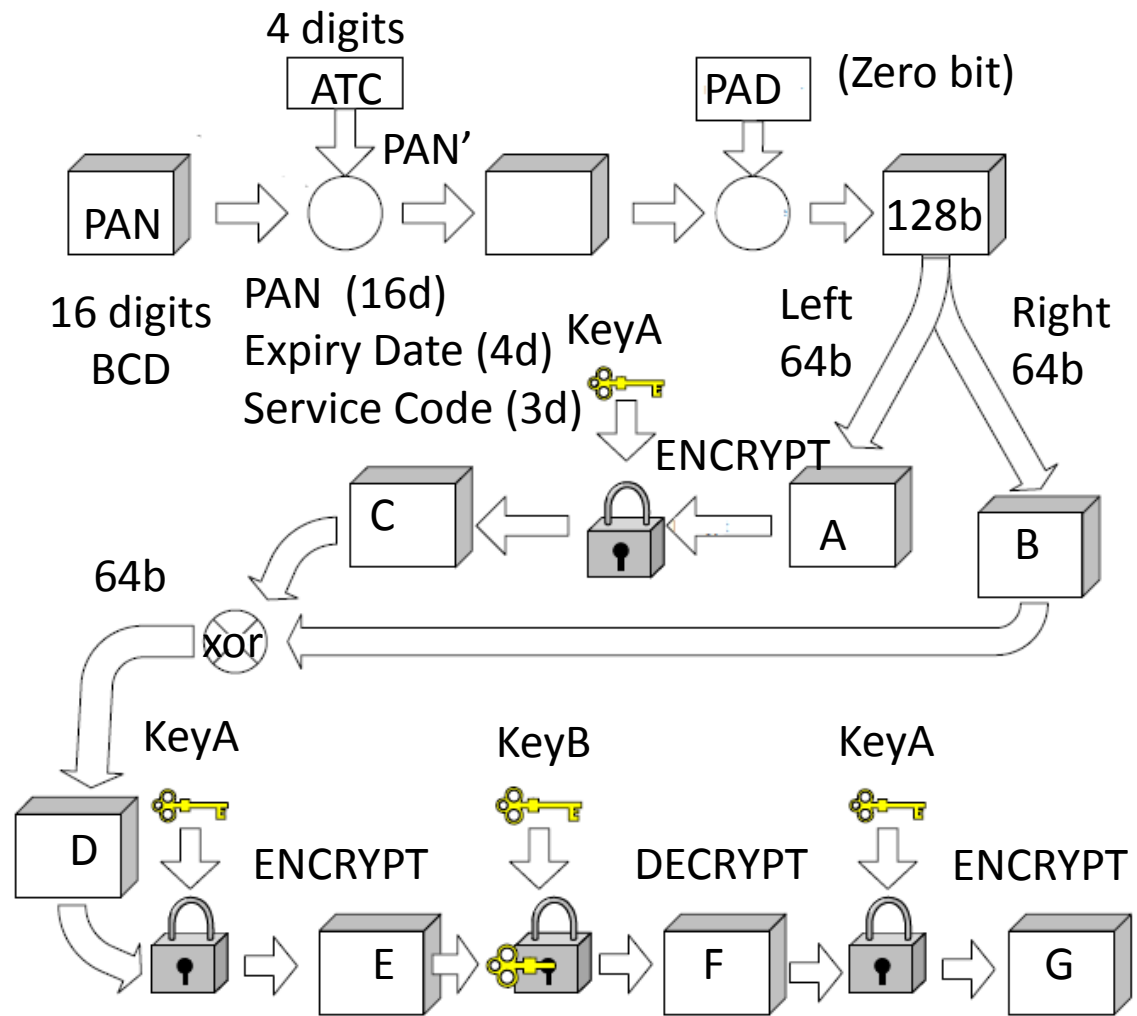 4 digits
ATC
PAD
(Zero bit)
PAN’
PAN
128b
16 digits
BCD
PAN (16d)
Expiry Date (4d)
Service Code (3d)
KeyA
Left
64b
Right
64b
ENCRYPT
C
A
B
64b
xor
KeyA
KeyB
KeyA
D
ENCRYPT
DECRYPT
ENCRYPT
E
F
G